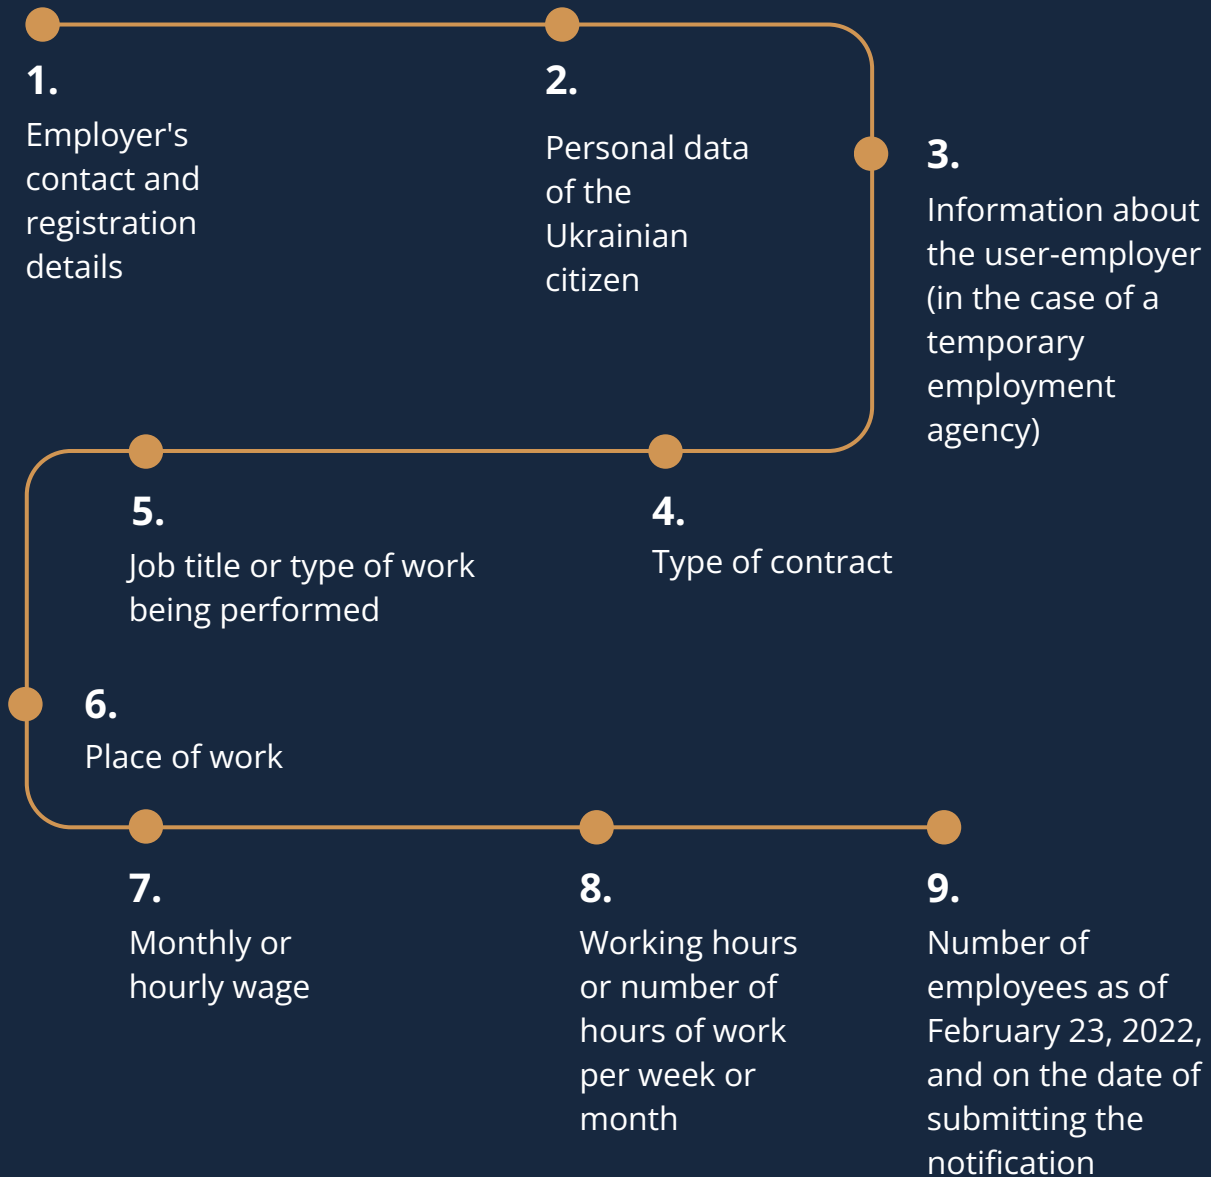 1.
Employer's
contact and
registration
details
2.
Personal data
of the
Ukrainian
citizen
3.
Information about
the user-employer
(in the case of a
temporary
employment
agency)
4.
Type of contract
5.
Job title or type of work
being performed
6.
Place of work
7.
Monthly or
hourly wage
8.
Working hours
or number of
hours of work
per week or
month
9.
Number of
employees as of
February 23, 2022,
and on the date of
submitting the
notification